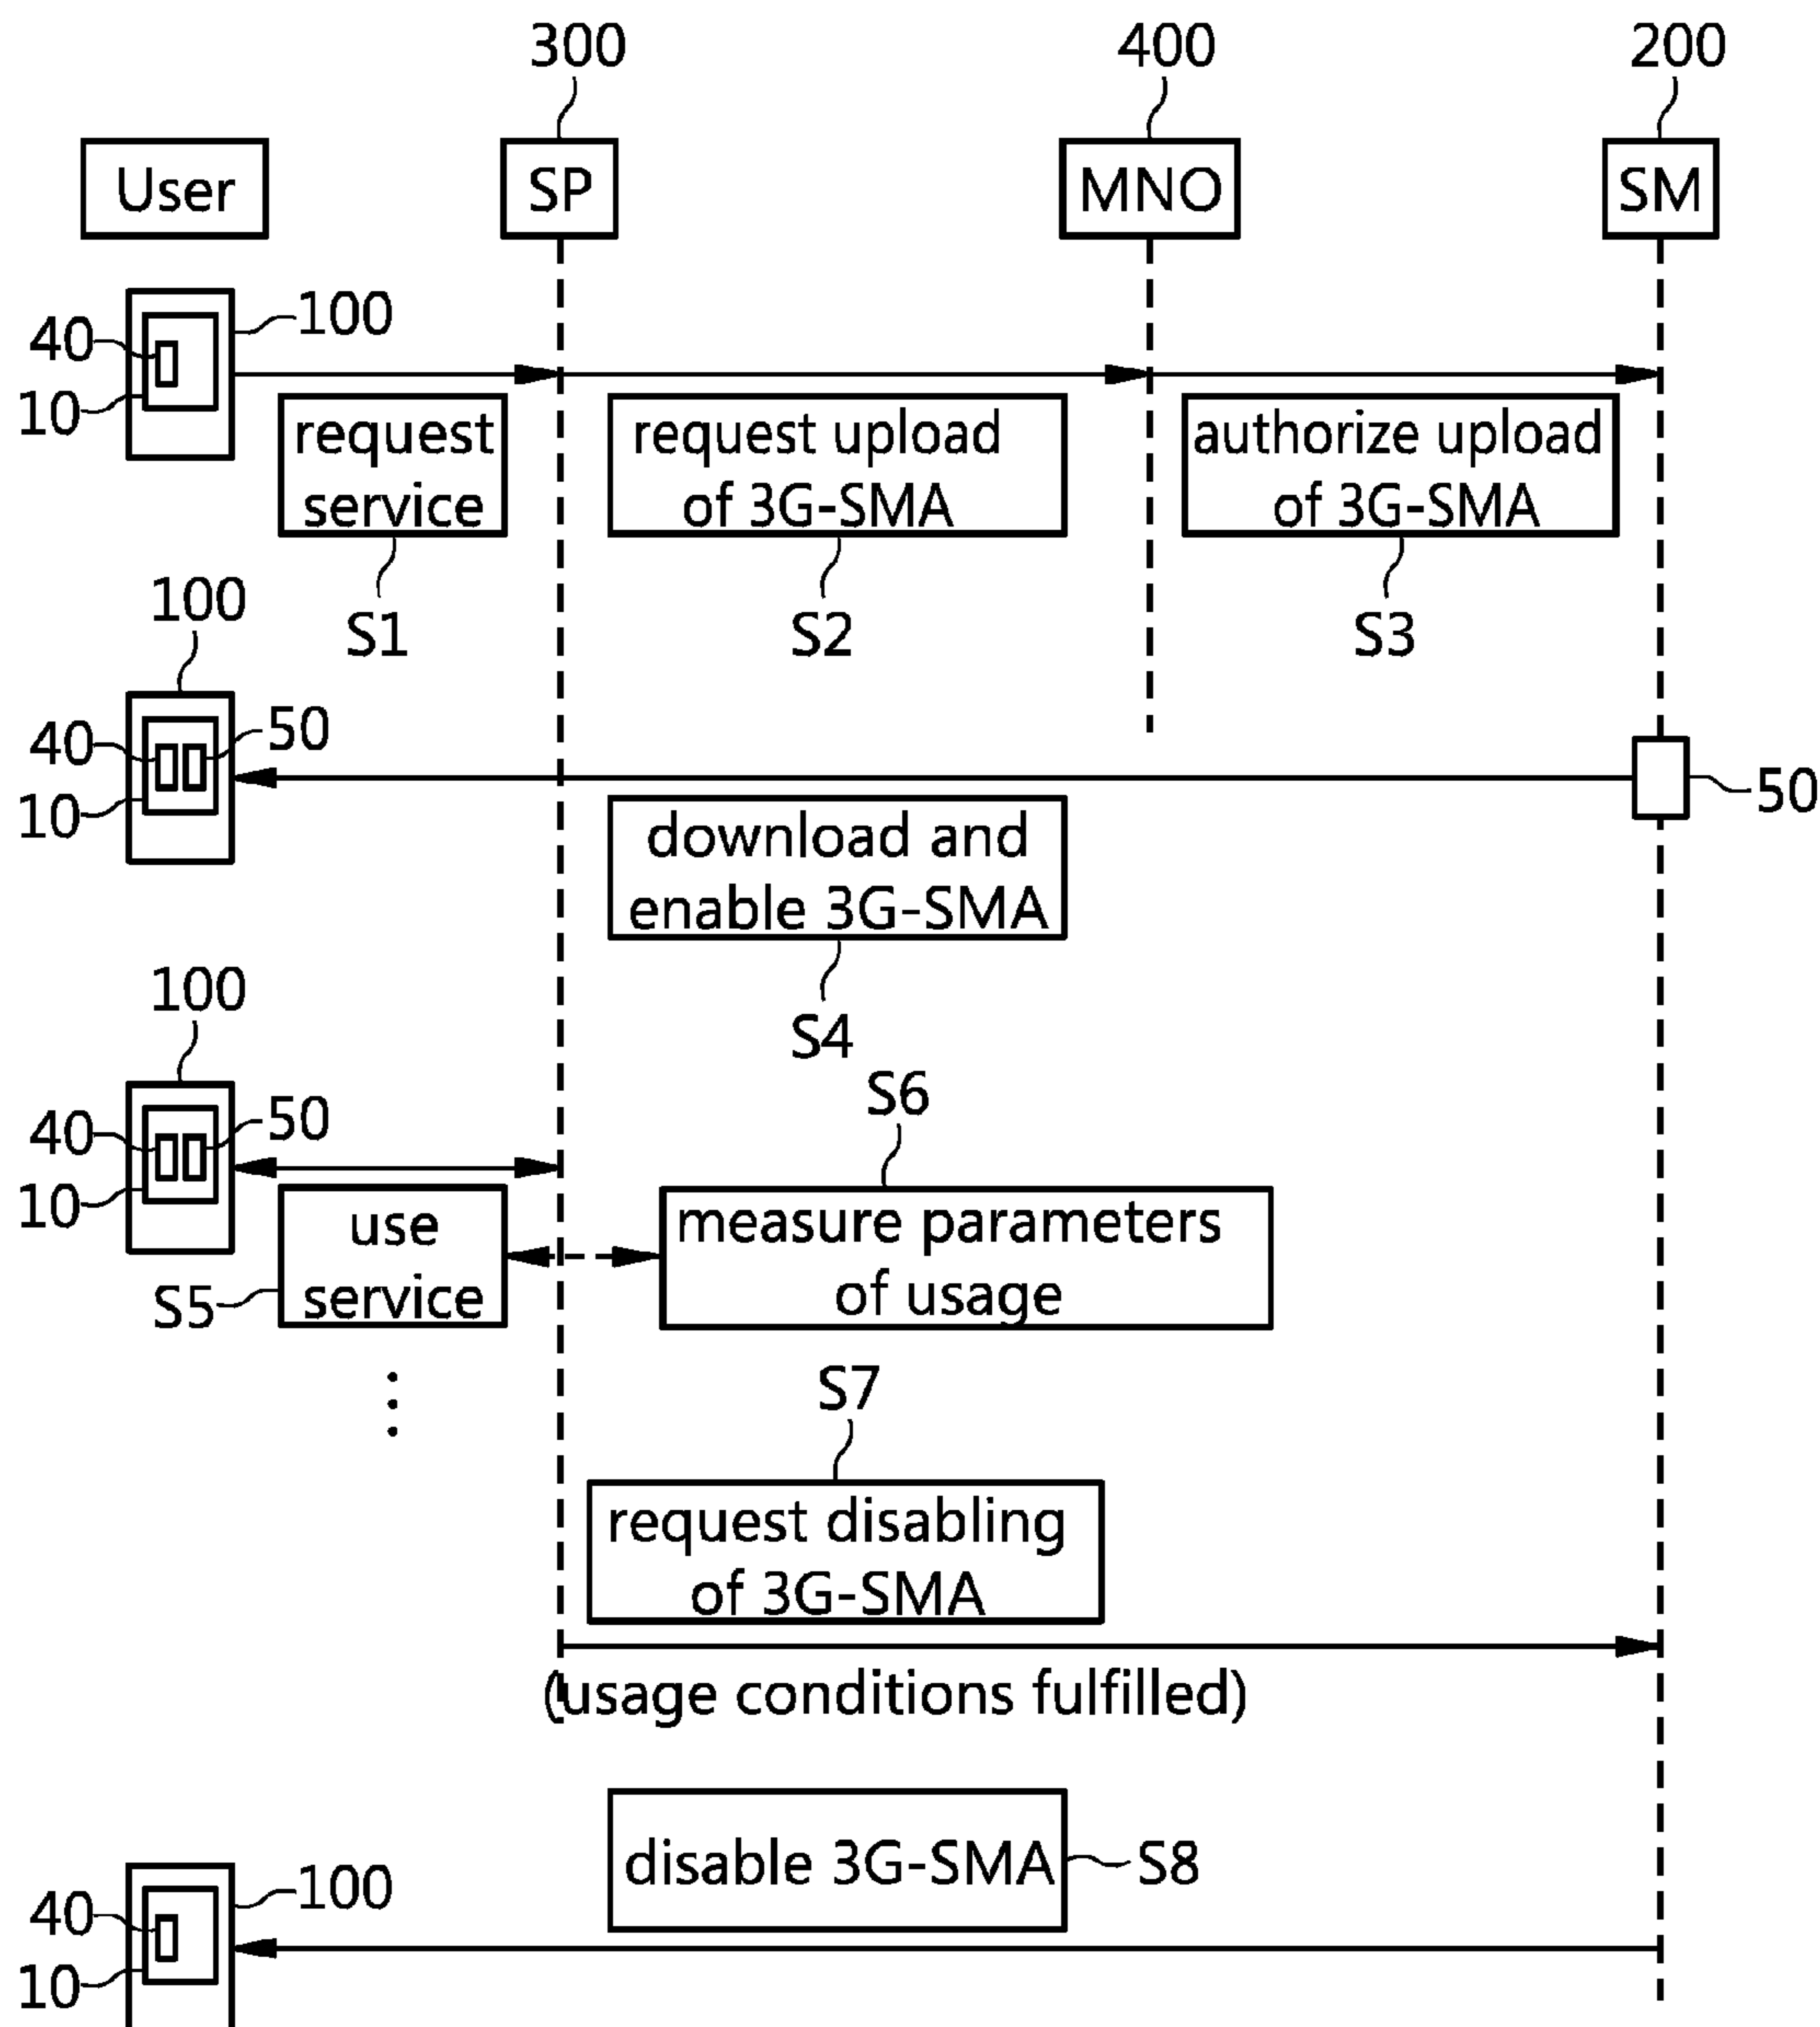 300
400
200
User
SP
MNO
SM
100
40
10
request
service
request upload
of 3G-SMA
authorize upload
of 3G-SMA
S1
S2
S3
100
40
50
10
50
download and
enable 3G-SMA
S4
100
40
50
10
S6
use
service
measure parameters
of usage
S5
S7
request disabling
of 3G-SMA
(usage conditions fulfilled)
disable 3G-SMA
S8
100
40
10